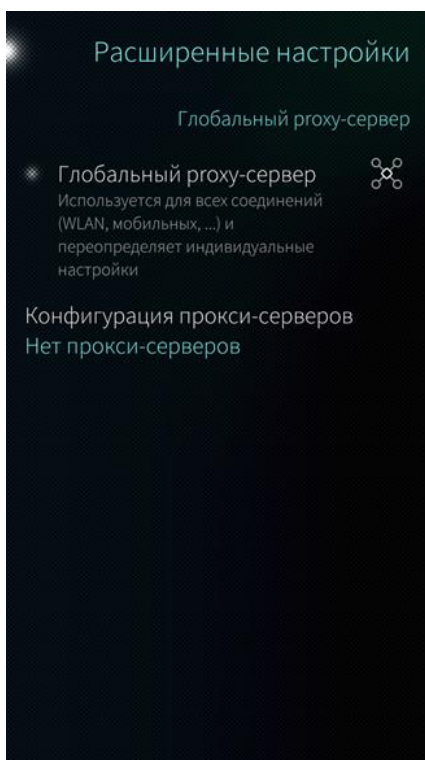 Расширенные настройки
Глобальный proxy-сервер
Глобальный proxy-сервер
Используется для всех соединений
(WLAN, мобильных, ...) и
переопределяет индивидуальные
настройки
Конфигурация прокси-серверов
Нет прокси-серверов